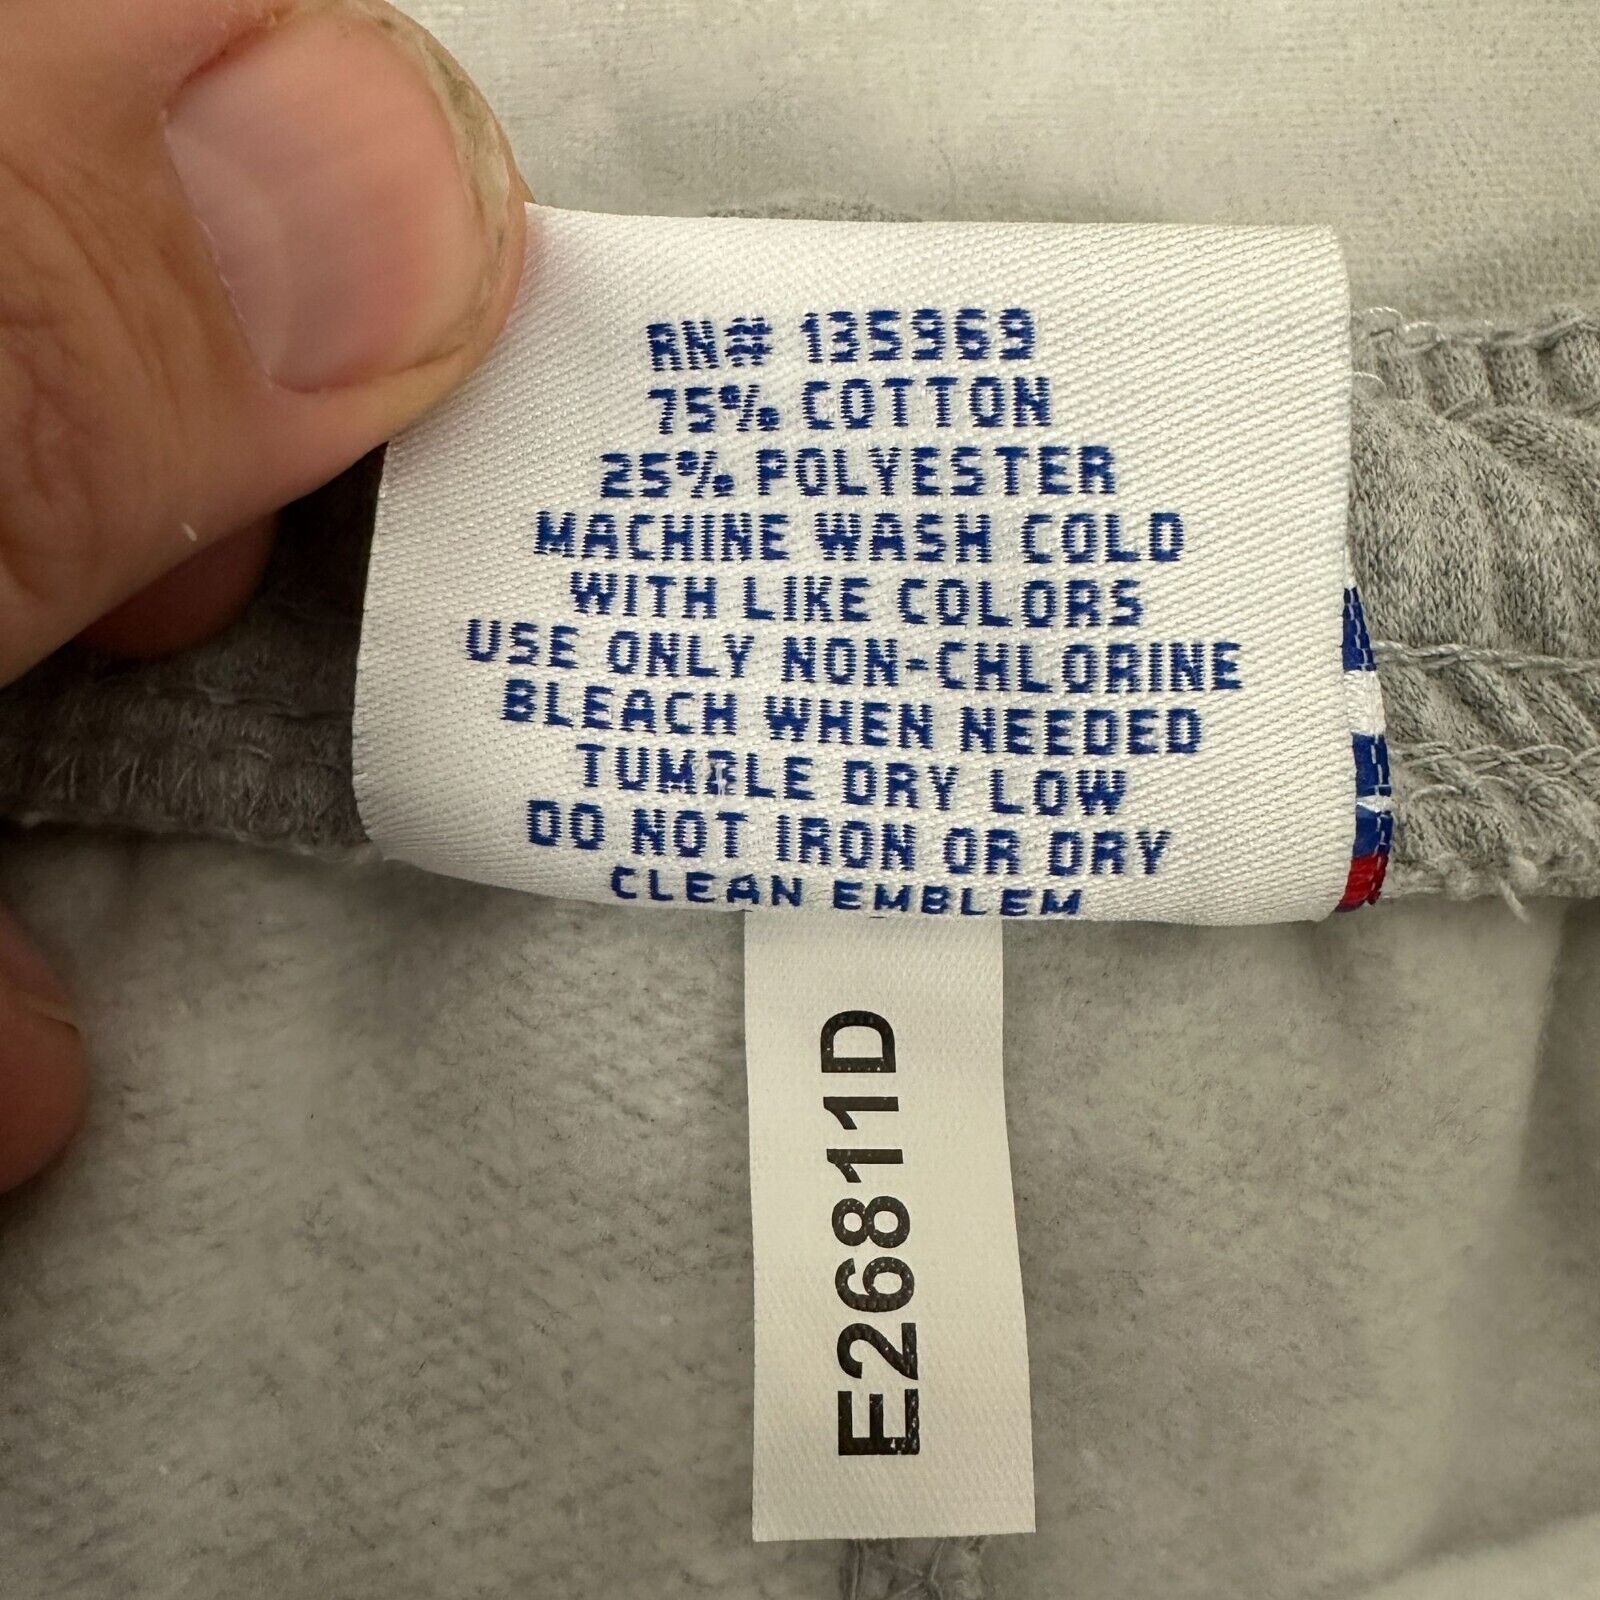 RN# 135969
75% COTTON
25% POLYESTER
MACHINE WASH COLD
WITH LIKE COLORS
USE ONLY NON-CHLORINE
BLEACH WHEN NEEDED
TUMBLE DRY LOW
DO NOT IRON OR DRY
CLEAN EMBLEM
E26811D